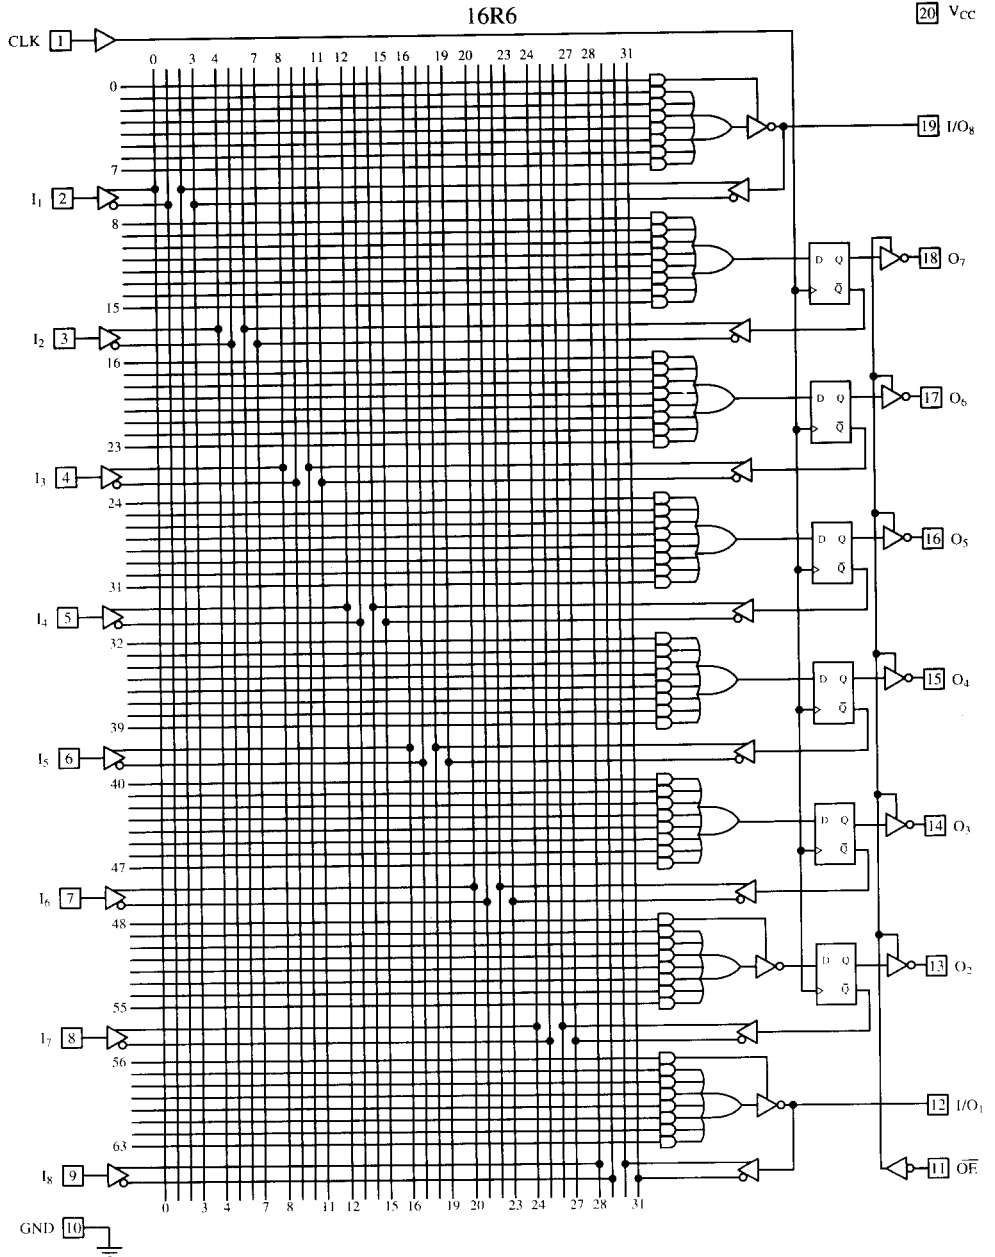 16R6
20 VCC
CLK 1
0 3 4 7 8 11 12 15 16 19 20 23 24 27 28 31
0
19 I/O8
7
I1 2
8
D Q
18 O7
Q̅
15
I2 3
16
D Q
17 O6
Q̅
23
I3 4
24
D Q
16 O5
Q̅
31
I4 5
32
D Q
15 O4
Q̅
39
I5 6
40
D Q
14 O3
Q̅
47
I6 7
48
D Q
13 O2
Q̅
55
I7 8
56
12 I/O1
63
11 O̅E̅
I8 9
0 3 4 7 8 11 12 15 16 19 20 23 24 27 28 31
GND 10